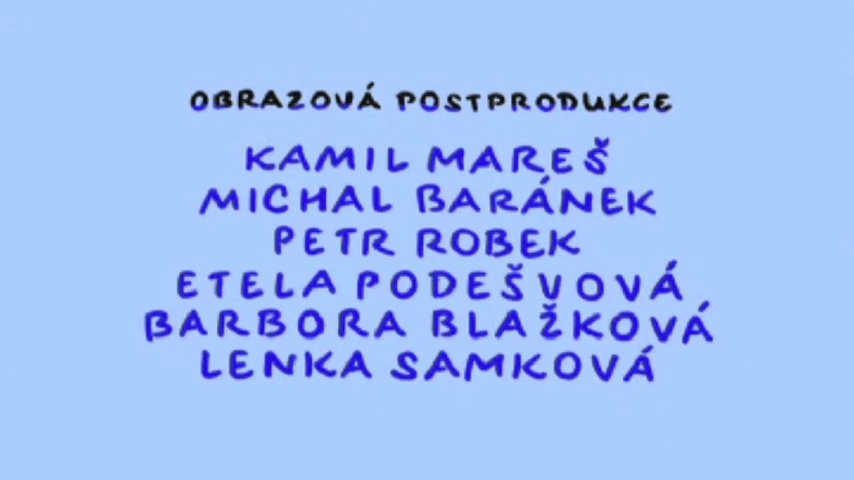 OBRAZOVÁ POSTPRODUKCE
KAMIL MAREŠ
MICHAL BARÁNEK
PETR ROBEK
ETELA PODEŠVOVÁ
BARBORA BLAŽKOVÁ
LENKA SAMKOVÁ